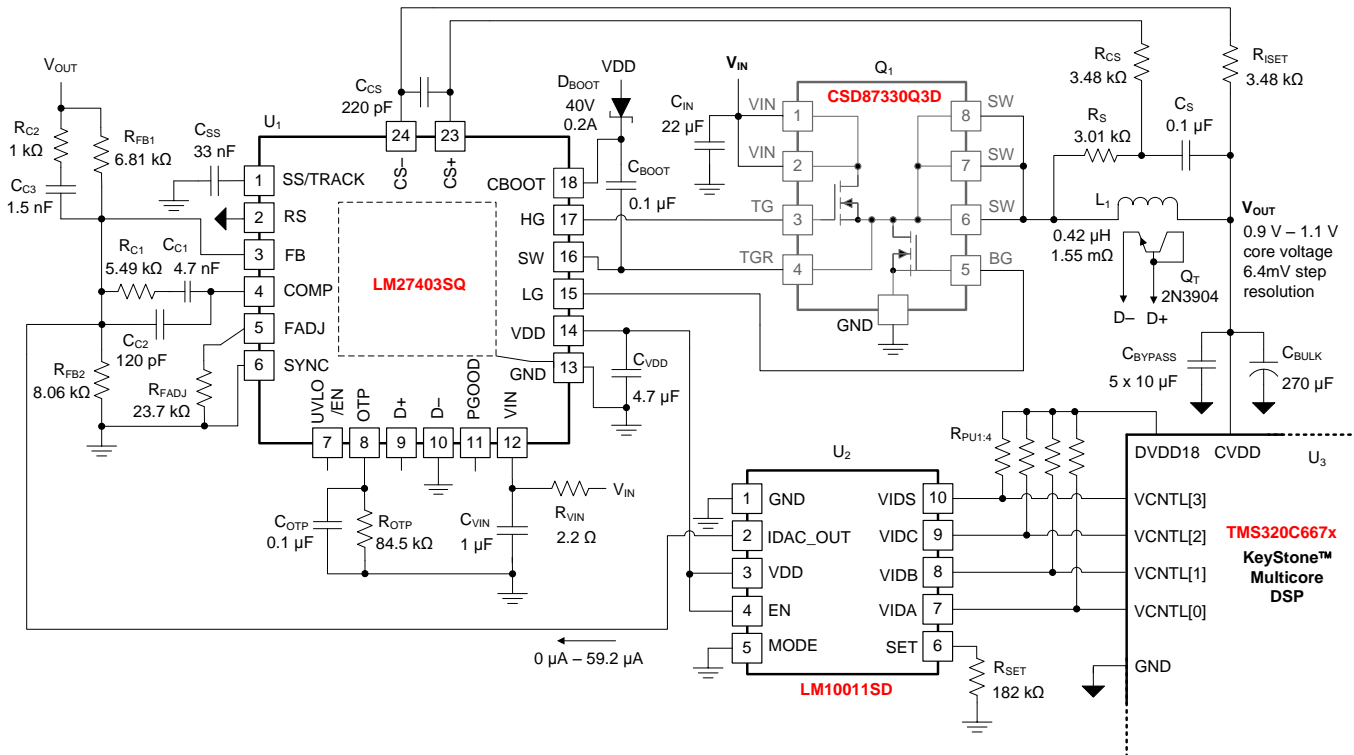 VOUT
RC2
1 kΩ
CC3
1.5 nF
RFB1
6.81 kΩ
CSS
33 nF
RC1
5.49 kΩ
CC1
4.7 nF
CC2
120 pF
RFB2
8.06 kΩ
RFADJ
23.7 kΩ
CCS
220 pF
U1
24
23
CS-
CS+
1
SS/TRACK
2
RS
3
FB
4
COMP
5
FADJ
6
SYNC
LM27403SQ
CBOOT
18
HG
17
SW
16
LG
15
VDD
14
GND
13
UVLO
/EN
OTP
D+
D–
PGOOD
VIN
7
8
9
10
11
12
COTP
0.1 µF
ROTP
84.5 kΩ
CVIN
1 µF
RVIN
2.2 Ω
VIN
VDD
DBOOT
40V
0.2A
CBOOT
0.1 µF
CVDD
4.7 µF
VIN
CIN
22 µF
Q1
CSD87330Q3D
VIN
1
VIN
2
TG
3
TGR
4
8
SW
7
SW
6
SW
5
BG
GND
RCS
3.48 kΩ
RISET
3.48 kΩ
RS
3.01 kΩ
CS
0.1 µF
L1
0.42 µH
1.55 mΩ
QT
2N3904
D–
D+
VOUT
0.9 V – 1.1 V
core voltage
6.4mV step
resolution
CBYPASS
5 x 10 µF
CBULK
270 µF
RPU1:4
U2
1
GND
2
IDAC_OUT
3
VDD
4
EN
5
MODE
VIDS
10
VIDC
9
VIDB
8
VIDA
7
SET
6
LM10011SD
RSET
182 kΩ
0 µA – 59.2 µA
DVDD18
CVDD
U3
VCNTL[3]
VCNTL[2]
VCNTL[1]
VCNTL[0]
GND
TMS320C667x
KeyStone™
Multicore
DSP